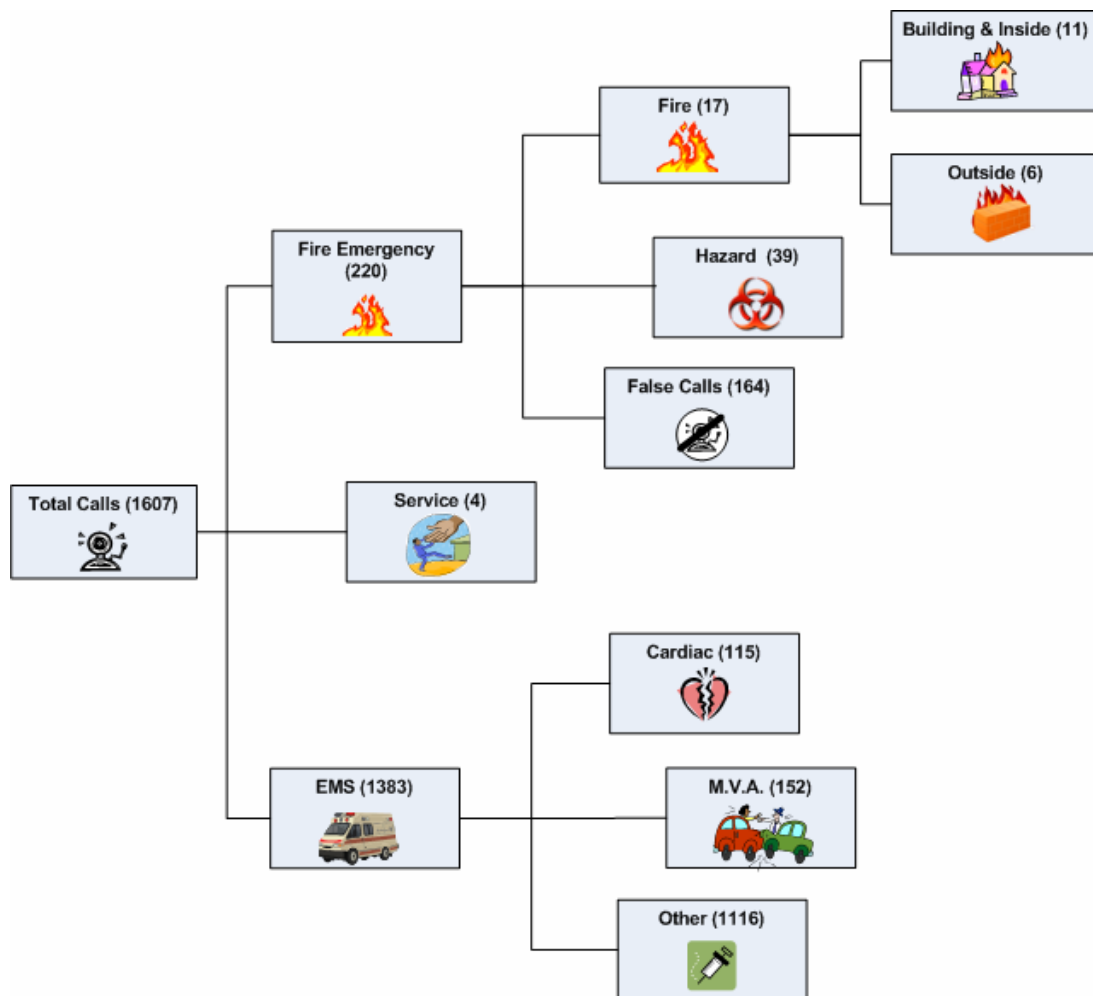 Building & Inside (11)
Fire (17)
Outside (6)
Fire Emergency
(220)
Hazard (39)
False Calls (164)
Total Calls (1607)
Service (4)
Cardiac (115)
EMS (1383)
M.V.A. (152)
Other (1116)